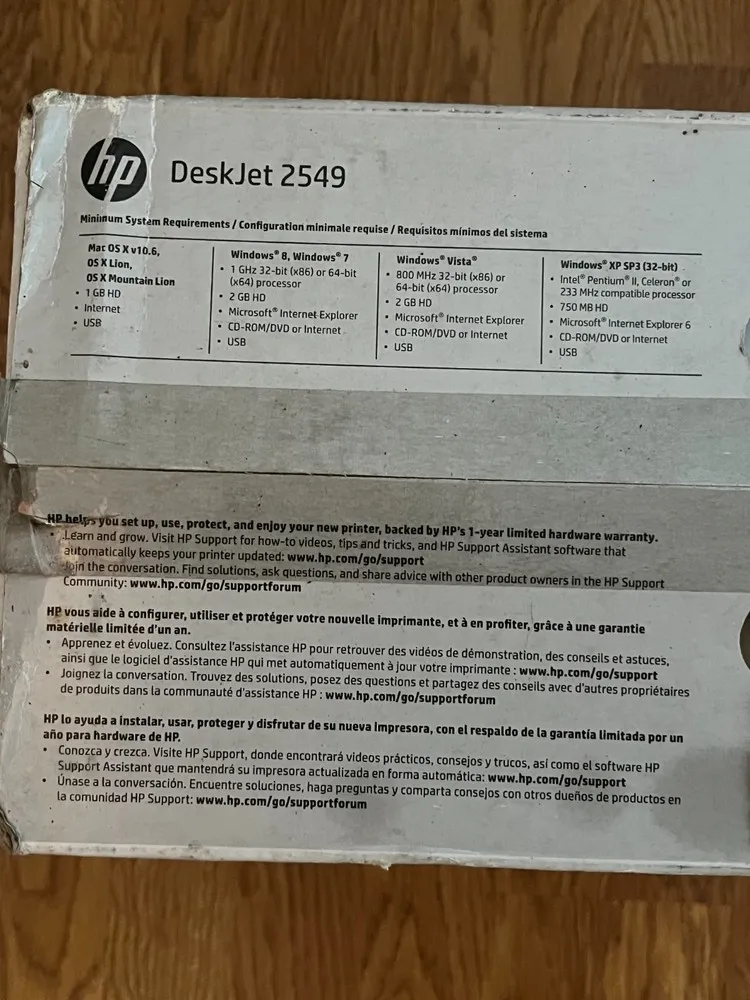 hp DeskJet 2549
Minimum System Requirements / Configuration minimale requise / Requisitos mínimos del sistema
Mac OS X v10.6,
OS X Lion,
OS X Mountain Lion
• 1 GB HD
• Internet
• USB
Windows® 8, Windows® 7
• 1 GHz 32-bit (x86) or 64-bit
(x64) processor
• 2 GB HD
• Microsoft® Internet Explorer
• CD-ROM/DVD or Internet
• USB
Windows® Vista®
• 800 MHz 32-bit (x86) or
64-bit (x64) processor
• 2 GB HD
• Microsoft® Internet Explorer
• CD-ROM/DVD or Internet
• USB
Windows® XP SP3 (32-bit)
• Intel® Pentium® II, Celeron® or
233 MHz compatible processor
• 750 MB HD
• Microsoft® Internet Explorer 6
• CD-ROM/DVD or Internet
• USB
HP helps you set up, use, protect, and enjoy your new printer, backed by HP's 1-year limited hardware warranty.
• Learn and grow. Visit HP Support for how-to videos, tips and tricks, and HP Support Assistant software that
automatically keeps your printer updated: www.hp.com/go/support
Join the conversation. Find solutions, ask questions, and share advice with other product owners in the HP Support
Community: www.hp.com/go/supportforum
HP vous aide à configurer, utiliser et protéger votre nouvelle imprimante, et à en profiter, grâce à une garantie
matérielle limitée d'un an.
• Apprenez et évoluez. Consultez l'assistance HP pour retrouver des vidéos de démonstration, des conseils et astuces,
ainsi que le logiciel d'assistance HP qui met automatiquement à jour votre imprimante : www.hp.com/go/support
• Joignez la conversation. Trouvez des solutions, posez des questions et partagez des conseils avec d'autres propriétaires
de produits dans la communauté d'assistance HP : www.hp.com/go/supportforum
HP lo ayuda a instalar, usar, proteger y disfrutar de su nueva impresora, con el respaldo de la garantía limitada por un
año para hardware de HP.
• Conozca y crezca. Visite HP Support, donde encontrará videos prácticos, consejos y trucos, así como el software HP
Support Assistant que mantendrá su impresora actualizada en forma automática: www.hp.com/go/support
• Únase a la conversación. Encuentre soluciones, haga preguntas y comparta consejos con otros dueños de productos en
la comunidad HP Support: www.hp.com/go/supportforum